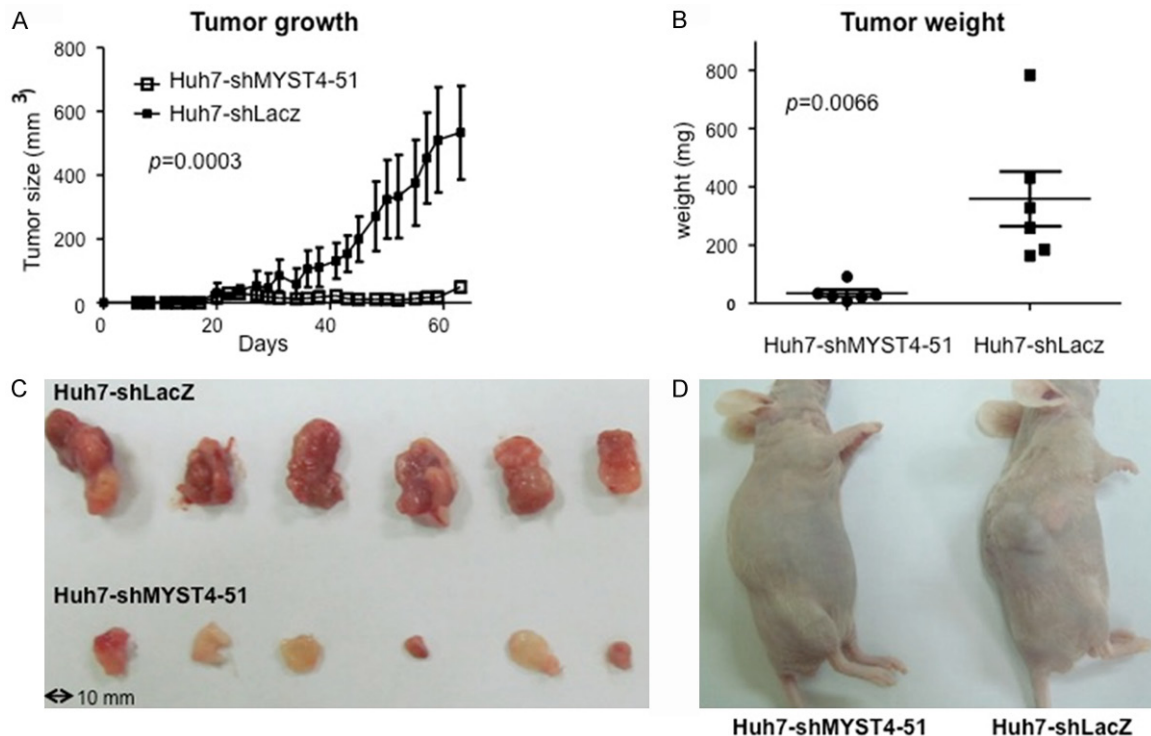 A
Tumor growth
Tumor size (mm 3)
800
600
400
200
0
Huh7-shMYST4-51
Huh7-shLacz
p=0.0003
0
20
40
60
Days
B
Tumor weight
weight (mg)
800
600
400
200
0
p=0.0066
Huh7-shMYST4-51
Huh7-shLacz
C
Huh7-shLacZ
Huh7-shMYST4-51
10 mm
D
Huh7-shMYST4-51
Huh7-shLacZ